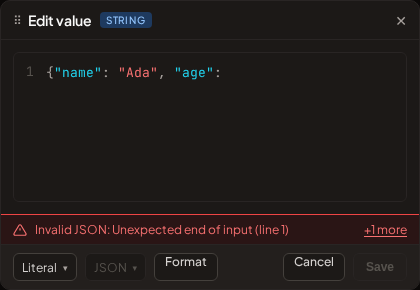 Edit value STRING
1 {"name": "Ada", "age":
Invalid JSON: Unexpected end of input (line 1) +1 more
Literal JSON Format Cancel Save